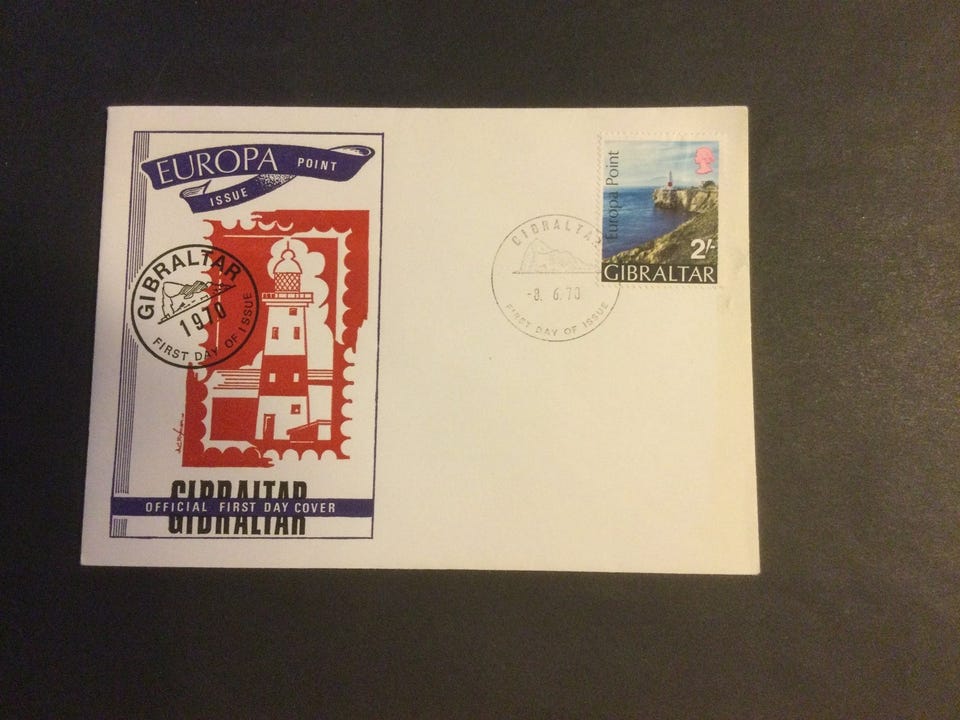 EUROPA POINT
ISSUE
GIBRALTAR
1970
FIRST DAY OF ISSUE
GIBRALTAR
OFFICIAL FIRST DAY COVER
GIBRALTAR
GIBRALTAR
6.70
FIRST DAY OF ISSUE
Europa Point
2/-
GIBRALTAR